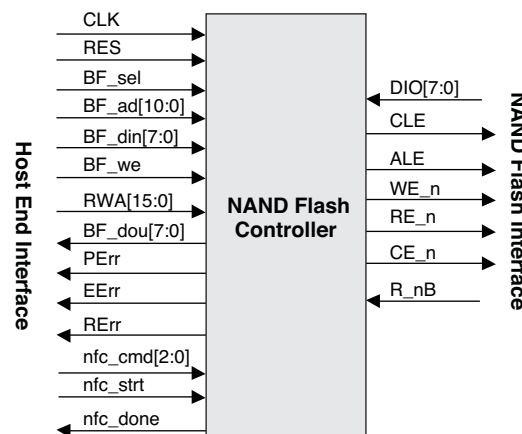 CLK
RES
BF_sel
BF_ad[10:0]
BF_din[7:0]
BF_we
RWA[15:0]
BF_dou[7:0]
PErr
EErr
RErr
nfc_cmd[2:0]
nfc_strt
nfc_done
Host End Interface
NAND Flash
Controller
DIO[7:0]
CLE
ALE
WE_n
RE_n
CE_n
R_nB
NAND Flash Interface